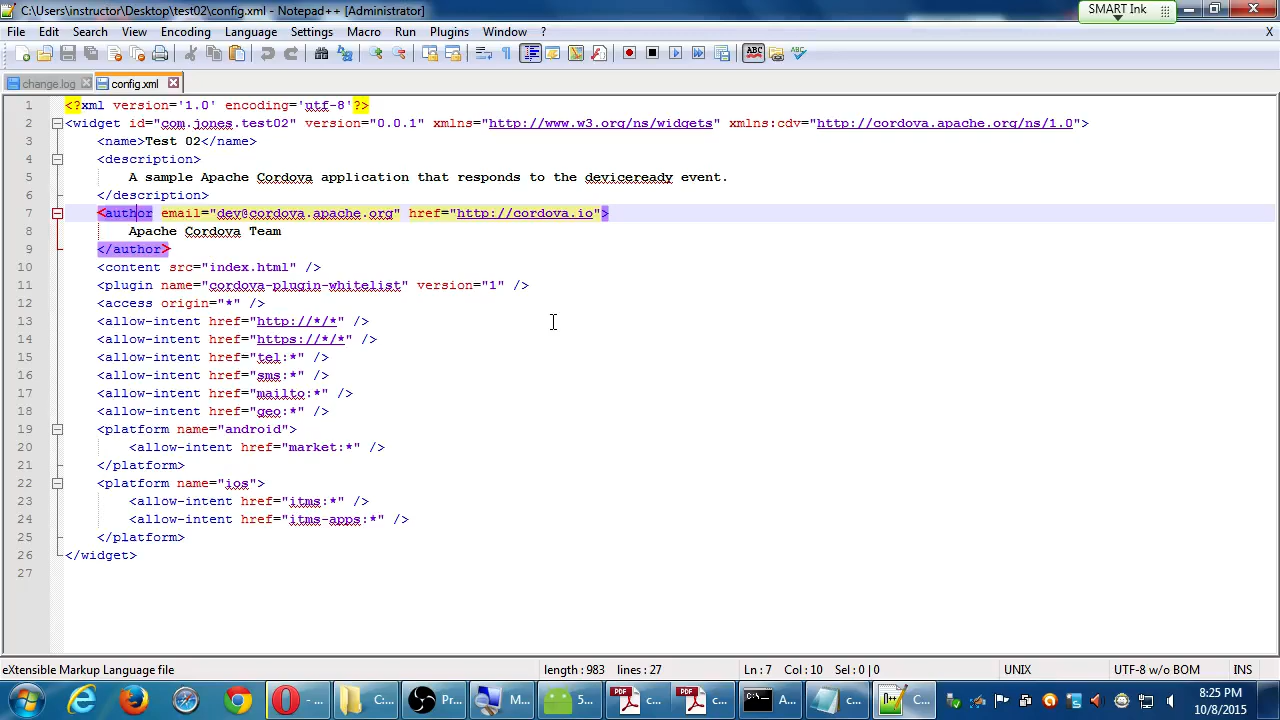 C:\Users\instructor\Desktop\test02\config.xml - Notepad++ [Administrator]
SMART Ink
File Edit Search View Encoding Language Settings Macro Run Plugins Window ? X
change.log config.xml
1 <?xml version='1.0' encoding='utf-8'?>
2 <widget id="com.jones.test02" version="0.0.1" xmlns="http://www.w3.org/ns/widgets" xmlns:cdv="http://cordova.apache.org/ns/1.0">
3 <name>Test 02</name>
4 <description>
5 A sample Apache Cordova application that responds to the deviceready event.
6 </description>
7 <author email="dev@cordova.apache.org" href="http://cordova.io">
8 Apache Cordova Team
9 </author>
10 <content src="index.html" />
11 <plugin name="cordova-plugin-whitelist" version="1" />
12 <access origin="*" />
13 <allow-intent href="http://*/*" />
14 <allow-intent href="https://*/*" />
15 <allow-intent href="tel:*" />
16 <allow-intent href="sms:*" />
17 <allow-intent href="mailto:*" />
18 <allow-intent href="geo:*" />
19 <platform name="android">
20 <allow-intent href="market:*" />
21 </platform>
22 <platform name="ios">
23 <allow-intent href="itms:*" />
24 <allow-intent href="itms-apps:*" />
25 </platform>
26 </widget>
27
eXtensible Markup Language file length : 983 lines : 27 Ln : 7 Col : 10 Sel : 0 | 0 UNIX UTF-8 w/o BOM INS
- ... C:... Pr... M... 5... c... c... A... c... C...
8:25 PM
10/8/2015